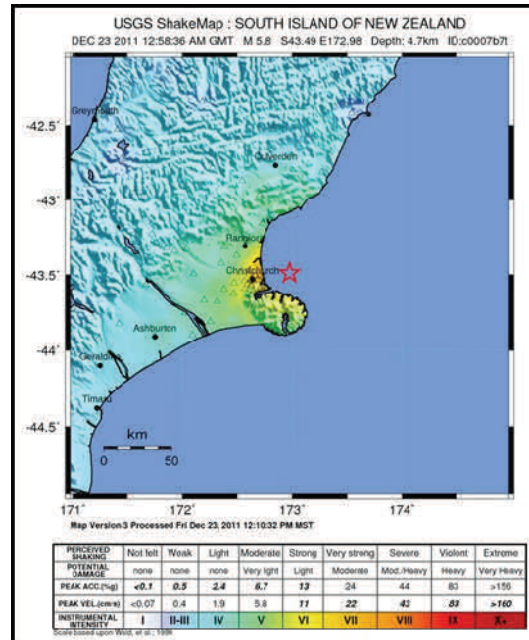 USGS ShakeMap : SOUTH ISLAND OF NEW ZEALAND
DEC 23 2011 12:58:36 AM GMT M 5.8 S43.49 E172.98 Depth: 4.7km ID:c0007b7t
Greymouth
-42.5°
Culverden
-43°
Rangiora
Christchurch
-43.5°
Ashburton
-44°
Geraldine
Timaru
-44.5°
km
0 50
171° 172° 173° 174°
Map Version 3 Processed Fri Dec 23, 2011 12:10:32 PM MST
PERCEIVED SHAKING Not felt Weak Light Moderate Strong Very strong Severe Violent Extreme
POTENTIAL DAMAGE none none none Very light Light Moderate Mod./Heavy Heavy Very Heavy
PEAK ACC.(%g) <0.1 0.5 2.4 6.7 13 24 44 83 >156
PEAK VEL.(cm/s) <0.07 0.4 1.9 5.8 11 22 43 83 >160
INSTRUMENTAL INTENSITY I II-III IV V VI VII VIII IX X+
Scale based upon Wald, et al.; 1999